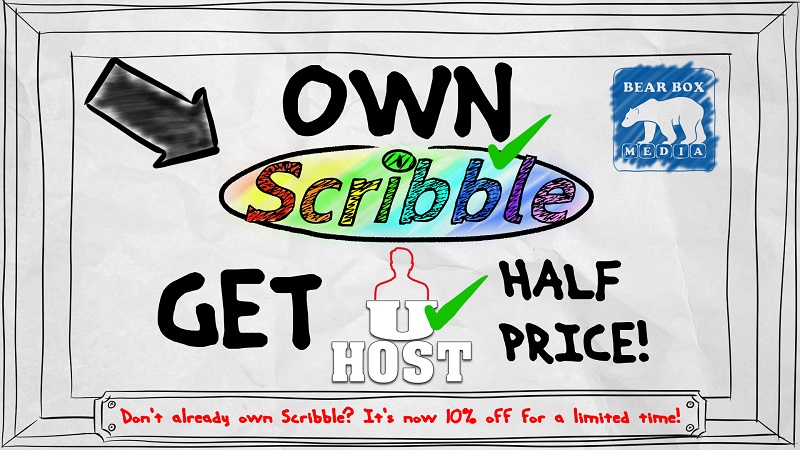 OWN
BEAR BOX
MEDIA
Scribble
GET
U
HOST
HALF
PRICE!
Don't already own Scribble? It's now 10% off for a limited time!